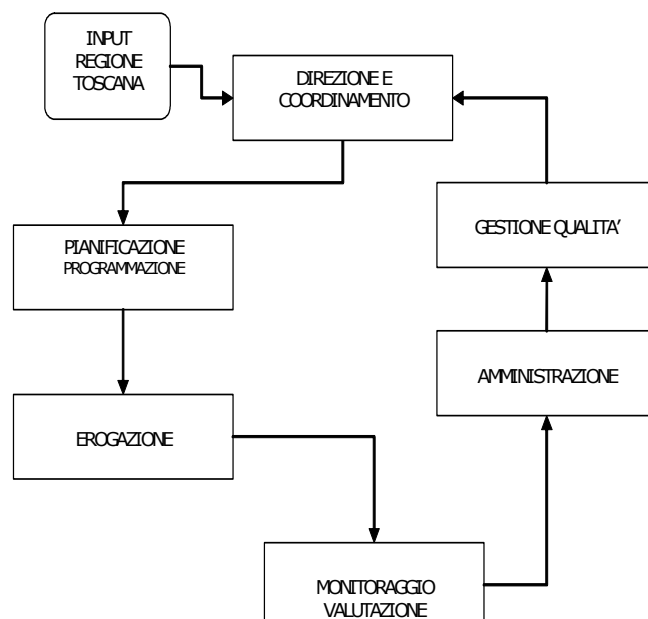 INPUT
REGIONE
TOSCANA
DIREZIONE E
COORDINAMENTO
PIANIFICAZIONE
PROGRAMMAZIONE
GESTIONE QUALITA’
AMMINISTRAZIONE
EROGAZIONE
MONITORAGGIO
VALUTAZIONE